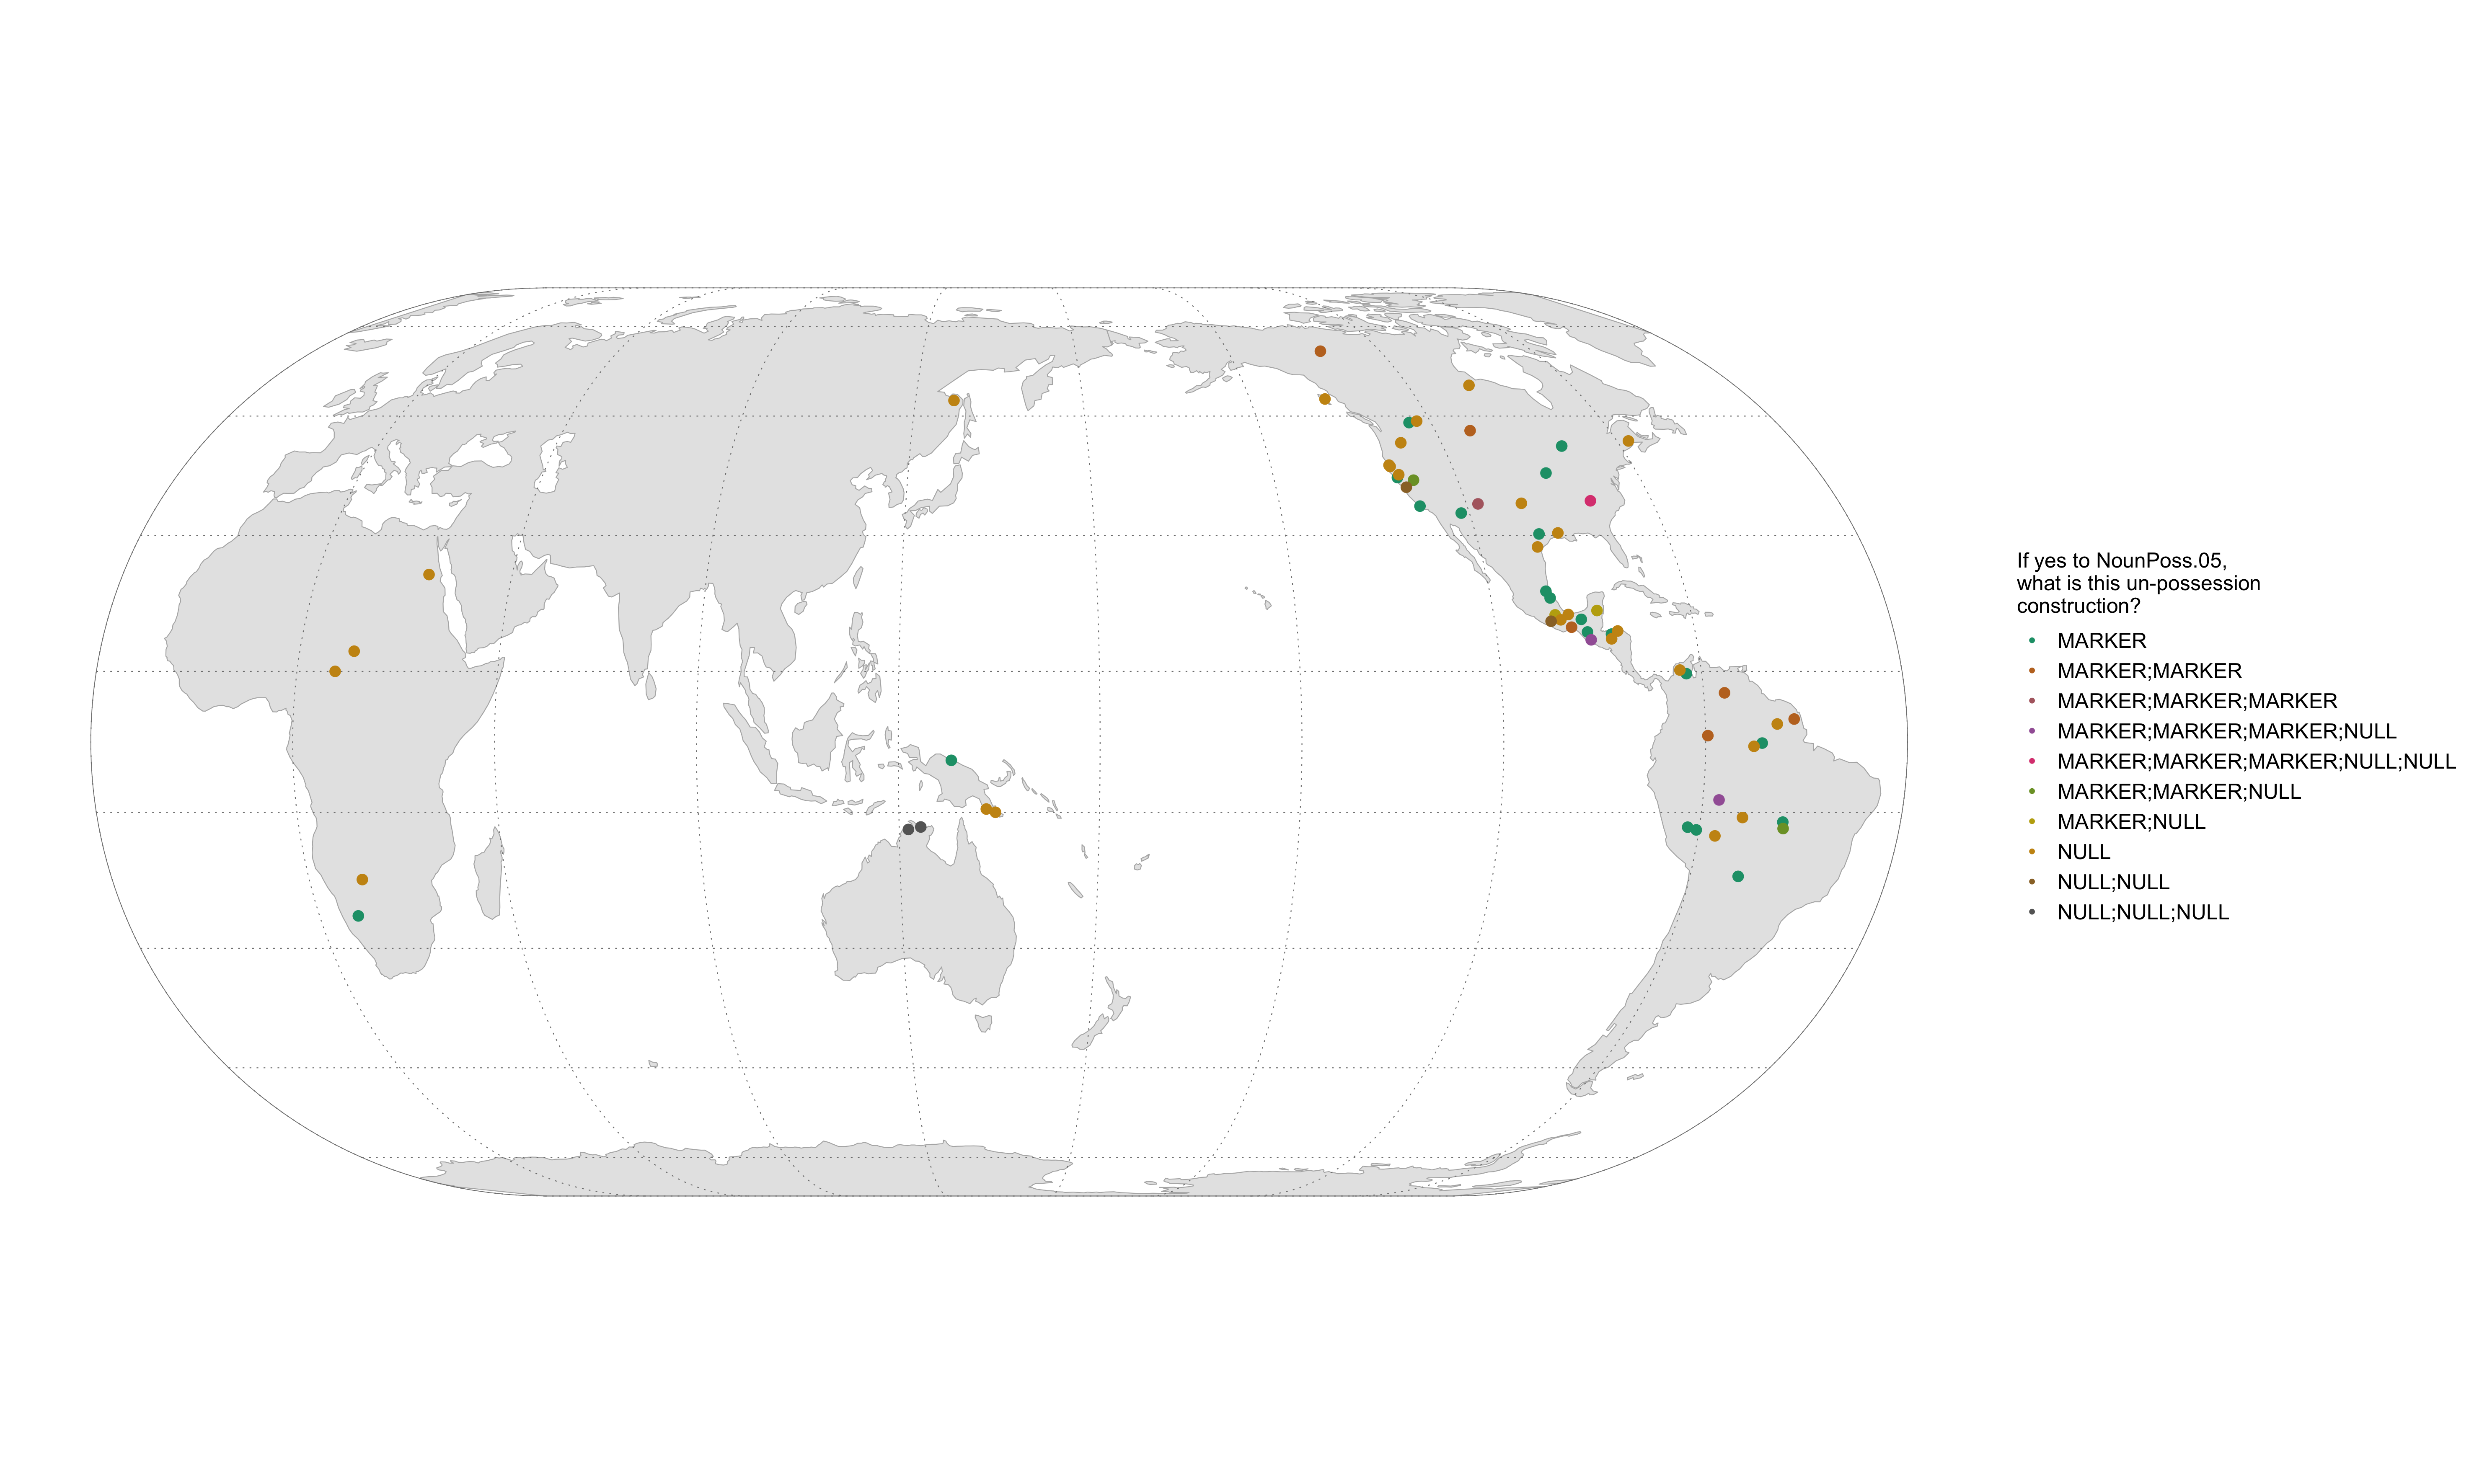 If yes to NounPoss.05,
what is this un-possession
construction?
MARKER
MARKER;MARKER
MARKER;MARKER;MARKER
MARKER;MARKER;MARKER;NULL
MARKER;MARKER;MARKER;NULL;NULL
MARKER;MARKER;NULL
MARKER;NULL
NULL
NULL;NULL
NULL;NULL;NULL